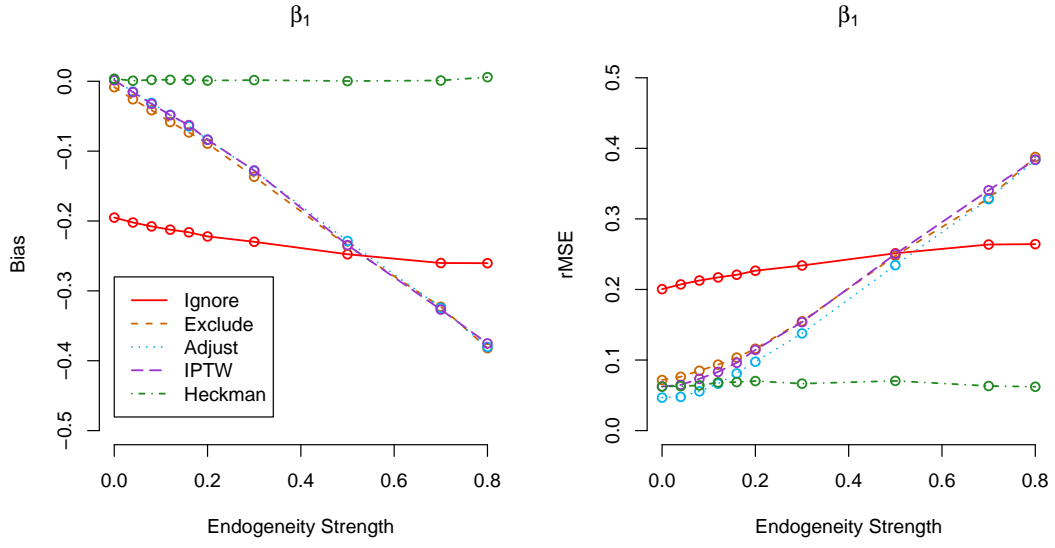 β1
Bias
0.0
−0.1
−0.2
−0.3
−0.4
−0.5
Ignore
Exclude
Adjust
IPTW
Heckman
0.0 0.2 0.4 0.6 0.8
Endogeneity Strength
β1
rMSE
0.5
0.4
0.3
0.2
0.1
0.0
0.0 0.2 0.4 0.6 0.8
Endogeneity Strength